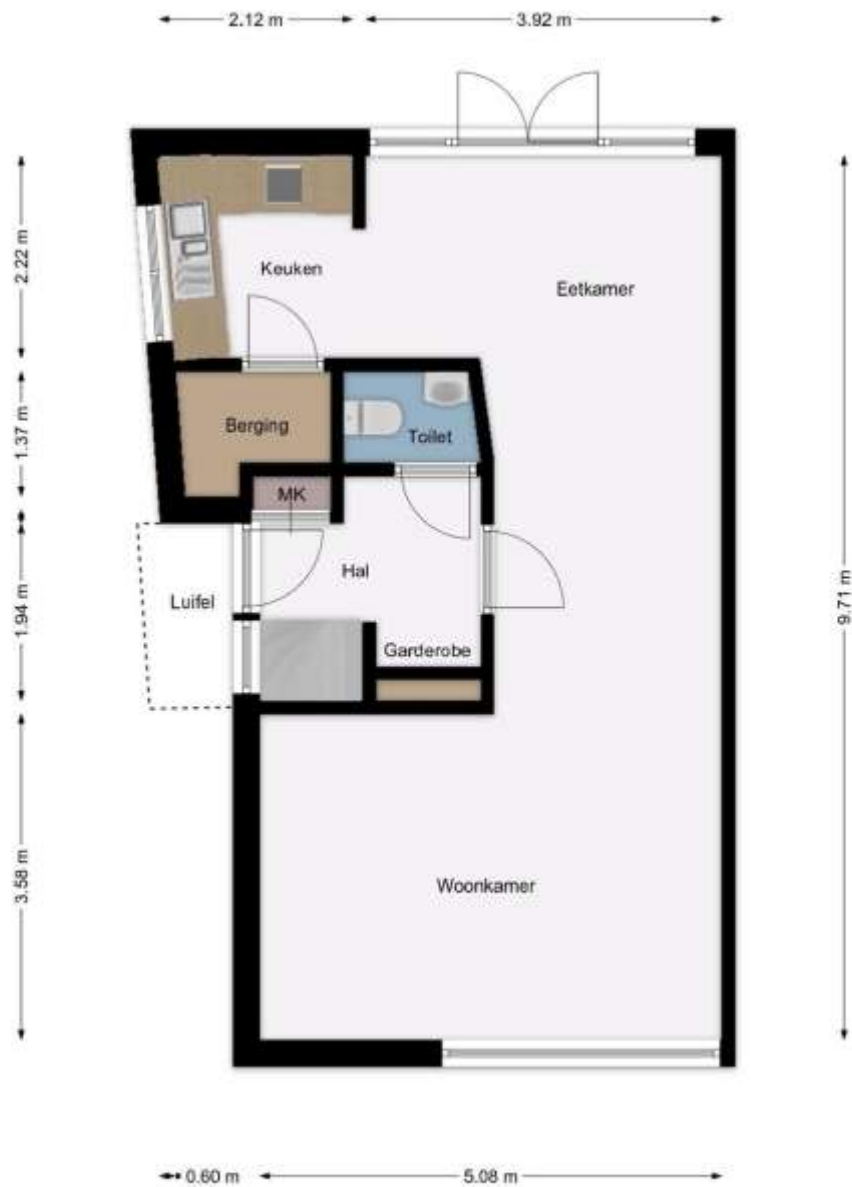 2.12 m
3.92 m
2.22 m
Keuken
Eetkamer
1.37 m
Berging
Toilet
MK
9.71 m
1.94 m
Luifel
Hal
Garderobe
3.58 m
Woonkamer
0.60 m
5.08 m